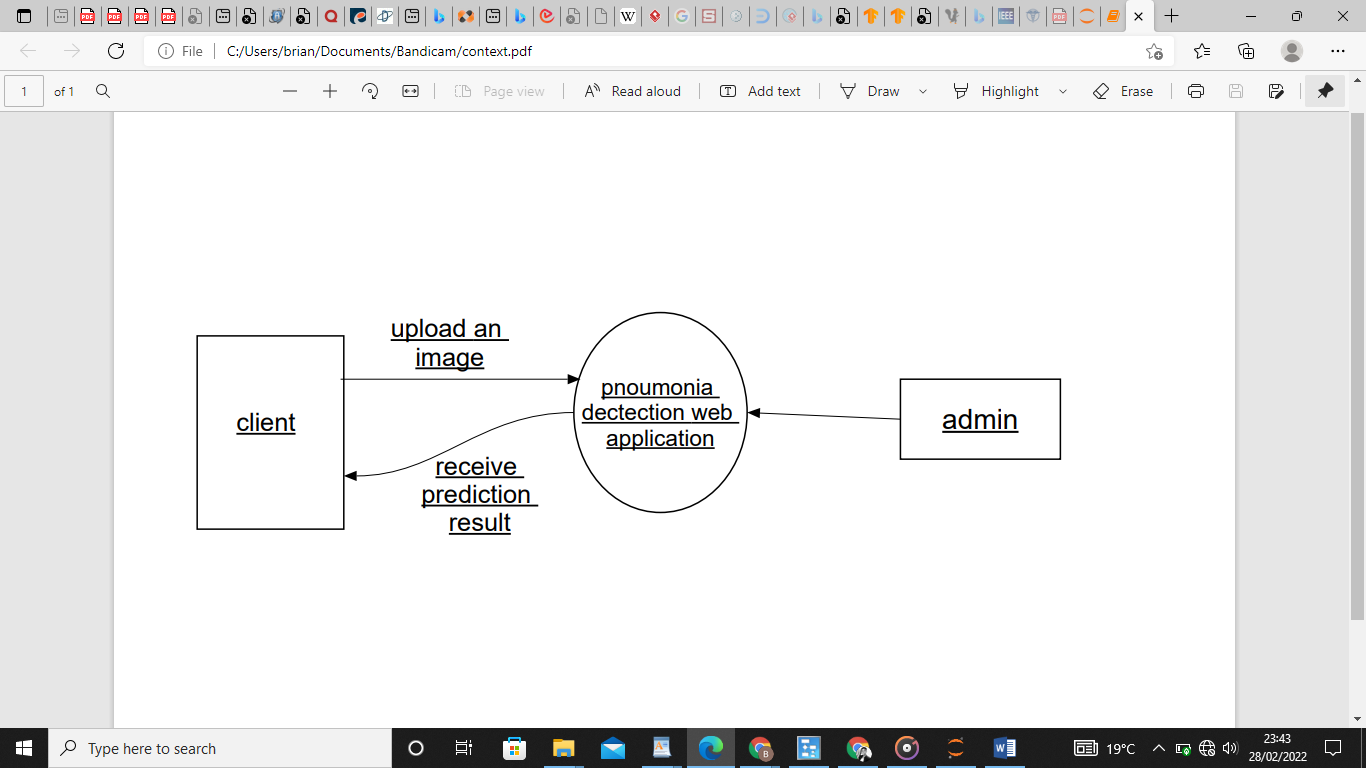 File
C:/Users/brian/Documents/Bandicam/context.pdf
1 of 1
Page view
Read aloud
Add text
Draw
Highlight
Erase
upload an
image
client
pnoumonia
dectection web
application
admin
receive
prediction
result
Type here to search
19°C
23:43
28/02/2022